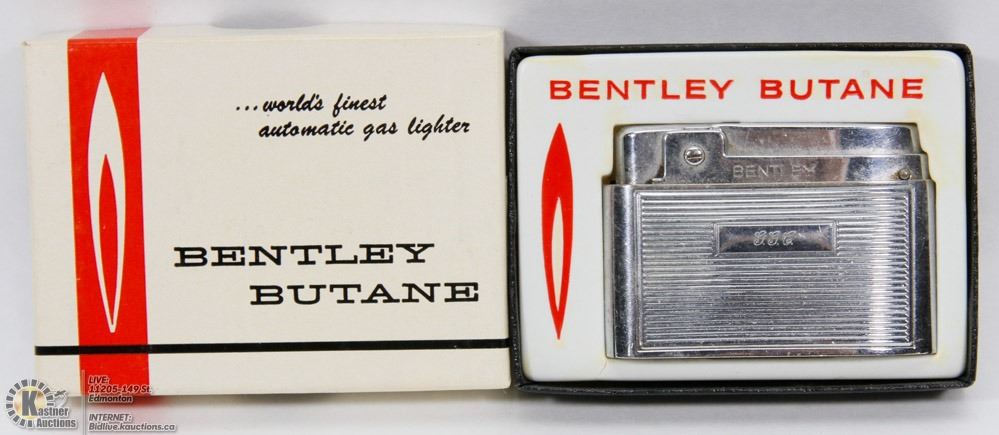 ...world's finest
automatic gas lighter
BENTLEY
BUTANE
BENTLEY BUTANE
BENTLEY
Kastner
Auctions
LIVE:
11205-149 St.
Edmonton
INTERNET:
Bidlive.kauctions.ca